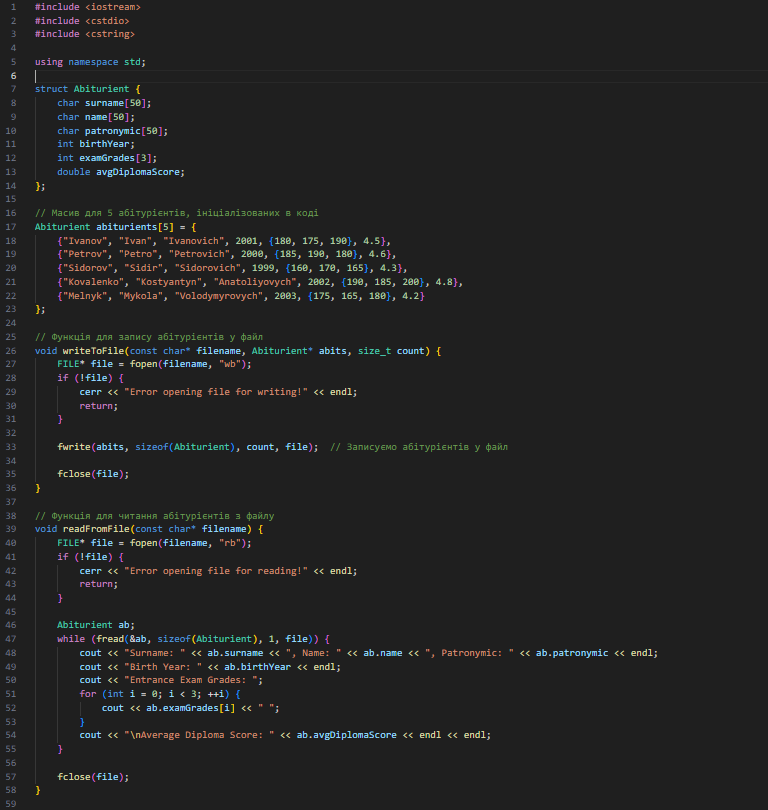 1 #include <iostream>
2 #include <cstdio>
3 #include <cstring>
4
5 using namespace std;
6
7 struct Abiturient {
8     char surname[50];
9     char name[50];
10     char patronymic[50];
11     int birthYear;
12     int examGrades[3];
13     double avgDiplomaScore;
14 };
15
16 // Масив для 5 абітурієнтів, ініціалізованих в коді
17 Abiturient abiturients[5] = {
18     {"Ivanov", "Ivan", "Ivanovich", 2001, {180, 175, 190}, 4.5},
19     {"Petrov", "Petro", "Petrovich", 2000, {185, 190, 180}, 4.6},
20     {"Sidorov", "Sidir", "Sidorovich", 1999, {160, 170, 165}, 4.3},
21     {"Kovalenko", "Kostyantyn", "Anatoliyovych", 2002, {190, 185, 200}, 4.8},
22     {"Melnyk", "Mykola", "Volodymyrovych", 2003, {175, 165, 180}, 4.2}
23 };
24
25 // Функція для запису абітурієнтів у файл
26 void writeToFile(const char* filename, Abiturient* abits, size_t count) {
27     FILE* file = fopen(filename, "wb");
28     if (!file) {
29         cerr << "Error opening file for writing!" << endl;
30         return;
31     }
32
33     fwrite(abits, sizeof(Abiturient), count, file);  // Записуємо абітурієнтів у файл
34
35     fclose(file);
36 }
37
38 // Функція для читання абітурієнтів з файлу
39 void readFromFile(const char* filename) {
40     FILE* file = fopen(filename, "rb");
41     if (!file) {
42         cerr << "Error opening file for reading!" << endl;
43         return;
44     }
45
46     Abiturient ab;
47     while (fread(&ab, sizeof(Abiturient), 1, file)) {
48         cout << "Surname: " << ab.surname << ", Name: " << ab.name << ", Patronymic: " << ab.patronymic << endl;
49         cout << "Birth Year: " << ab.birthYear << endl;
50         cout << "Entrance Exam Grades: ";
51         for (int i = 0; i < 3; ++i) {
52             cout << ab.examGrades[i] << " ";
53         }
54         cout << "\nAverage Diploma Score: " << ab.avgDiplomaScore << endl << endl;
55     }
56
57     fclose(file);
58 }
59